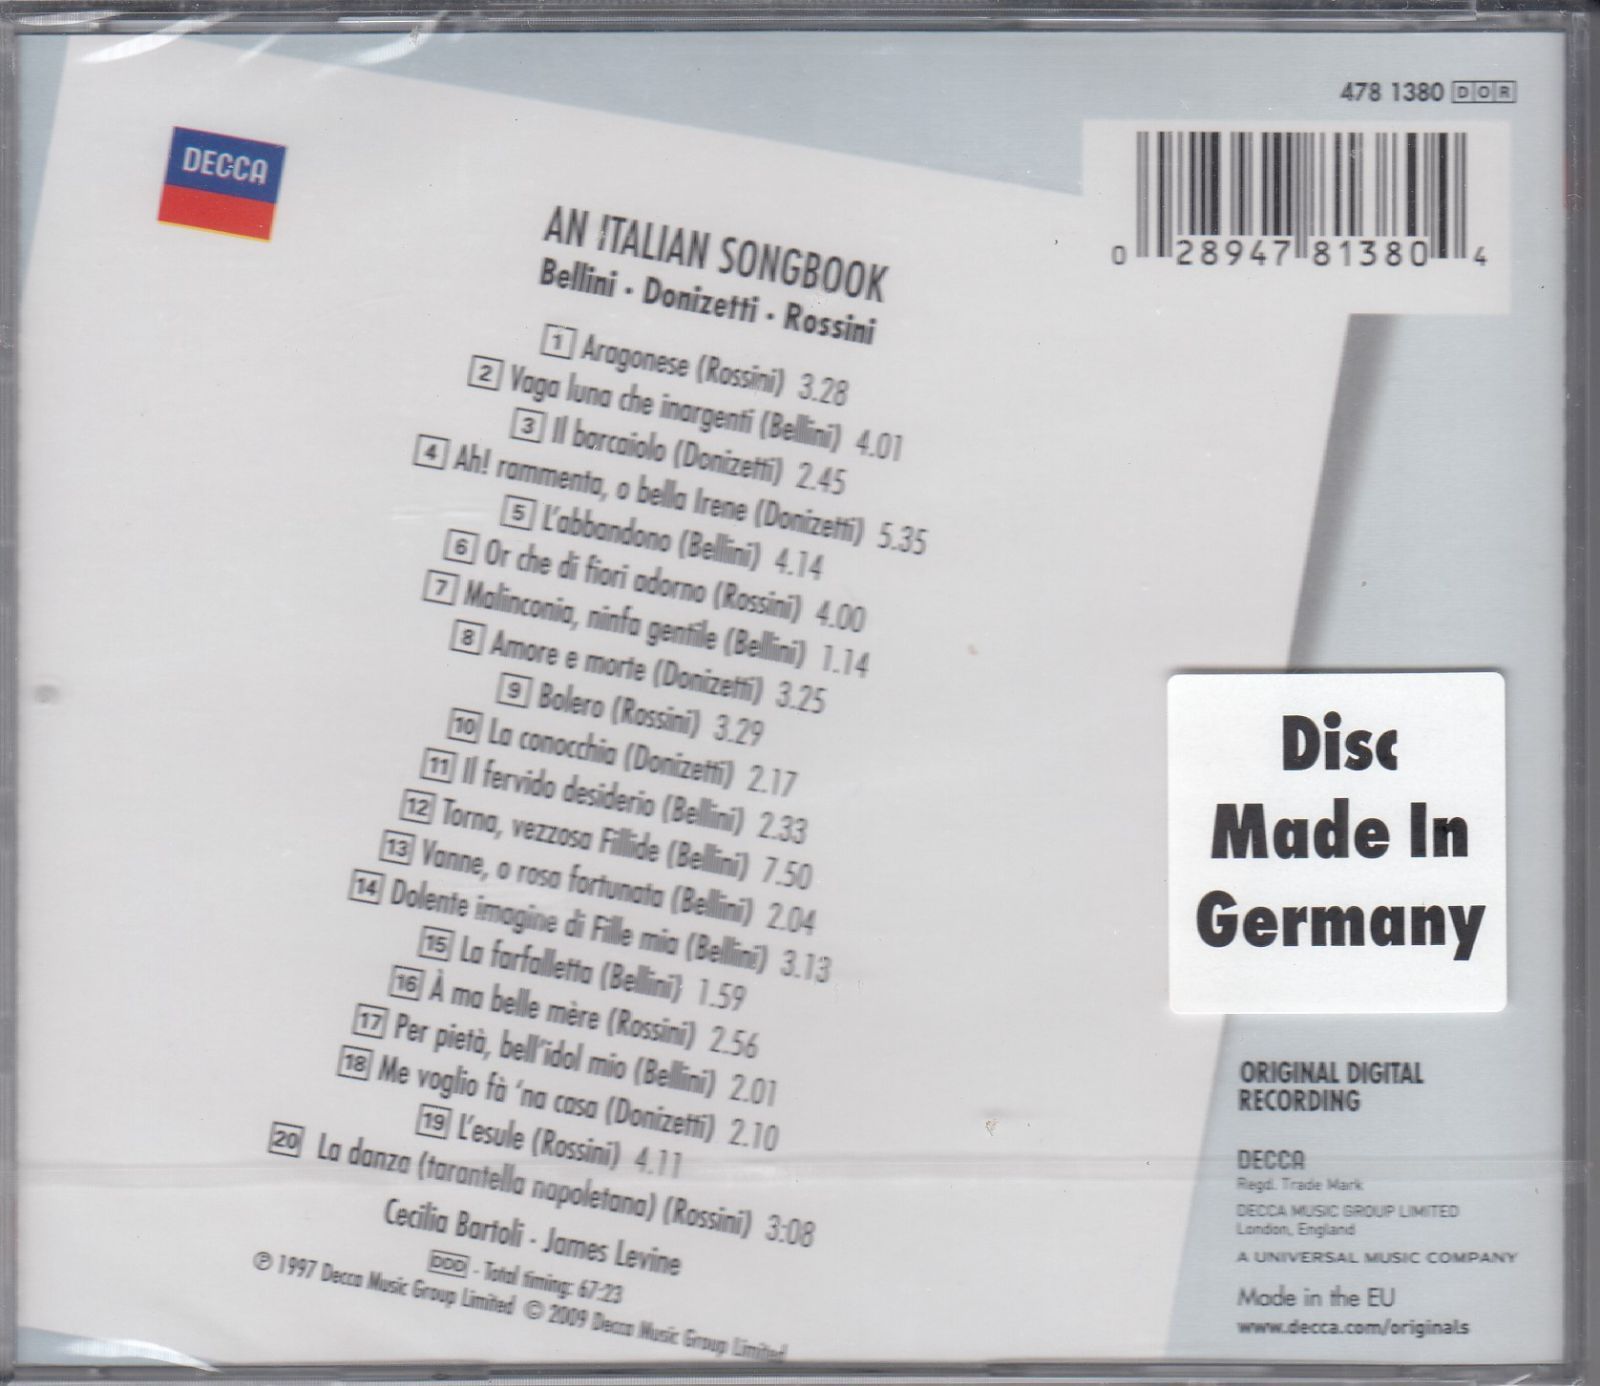 478 1380 DOR
DECCA
0 28947 81380 4
AN ITALIAN SONGBOOK
Bellini · Donizetti · Rossini
1 Aragonese (Rossini) 3.28
2 Vaga luna che inargenti (Bellini) 4.01
3 Il barcaiolo (Donizetti) 2.45
4 Ah! rammenta, o bella Irene (Donizetti) 5.35
5 L'abbandono (Bellini) 4.14
6 Or che di fiori adorno (Rossini) 4.00
7 Malinconia, ninfa gentile (Bellini) 1.14
8 Amore e morte (Donizetti) 3.25
9 Bolero (Rossini) 3.29
10 La conocchia (Donizetti) 2.17
11 Il fervido desiderio (Bellini) 2.33
12 Torna, vezzosa Fillide (Bellini) 7.50
13 Vanne, o rosa fortunata (Bellini) 2.04
14 Dolente imagine di Fille mia (Bellini) 3.13
15 La farfalletta (Bellini) 1.59
16 À ma belle mère (Rossini) 2.56
17 Per pietà, bell'idol mio (Bellini) 2.01
18 Me voglio fà 'na casa (Donizetti) 2.10
19 L'esule (Rossini) 4.11
20 La danza (tarantella napoletana) (Rossini) 3:08
Cecilia Bartoli · James Levine
DDD · Total timing: 67:23
℗ 1997 Decca Music Group Limited © 2009 Decca Music Group Limited
Disc
Made In
Germany
ORIGINAL DIGITAL
RECORDING
DECCA
Regd. Trade Mark
DECCA MUSIC GROUP LIMITED
London, England
A UNIVERSAL MUSIC COMPANY
Made in the EU
www.decca.com/originals